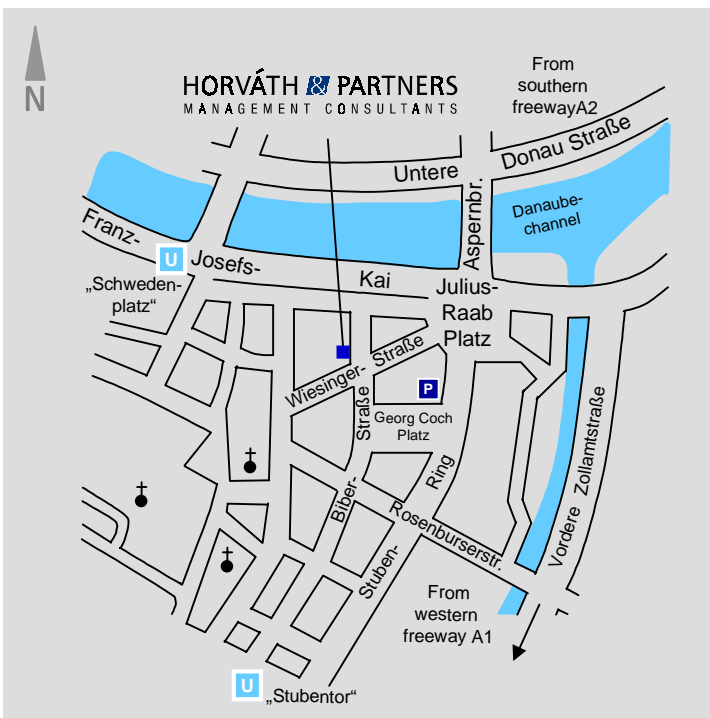 From
southern
freewayA2
HORVÁTH & PARTNERS
MANAGEMENT CONSULTANTS
N
Untere Donau Straße
Aspernbr.
Danaube-
channel
Franz- Josefs- Kai
U
„Schweden-
platz“
Julius-
Raab
Platz
Wiesinger- Straße
P
Georg Coch
Platz
Biber- Straße
Stuben- Ring
Rosenburserstr.
Vordere Zollamtstraße
From
western
freeway A1
U
„Stubentor“